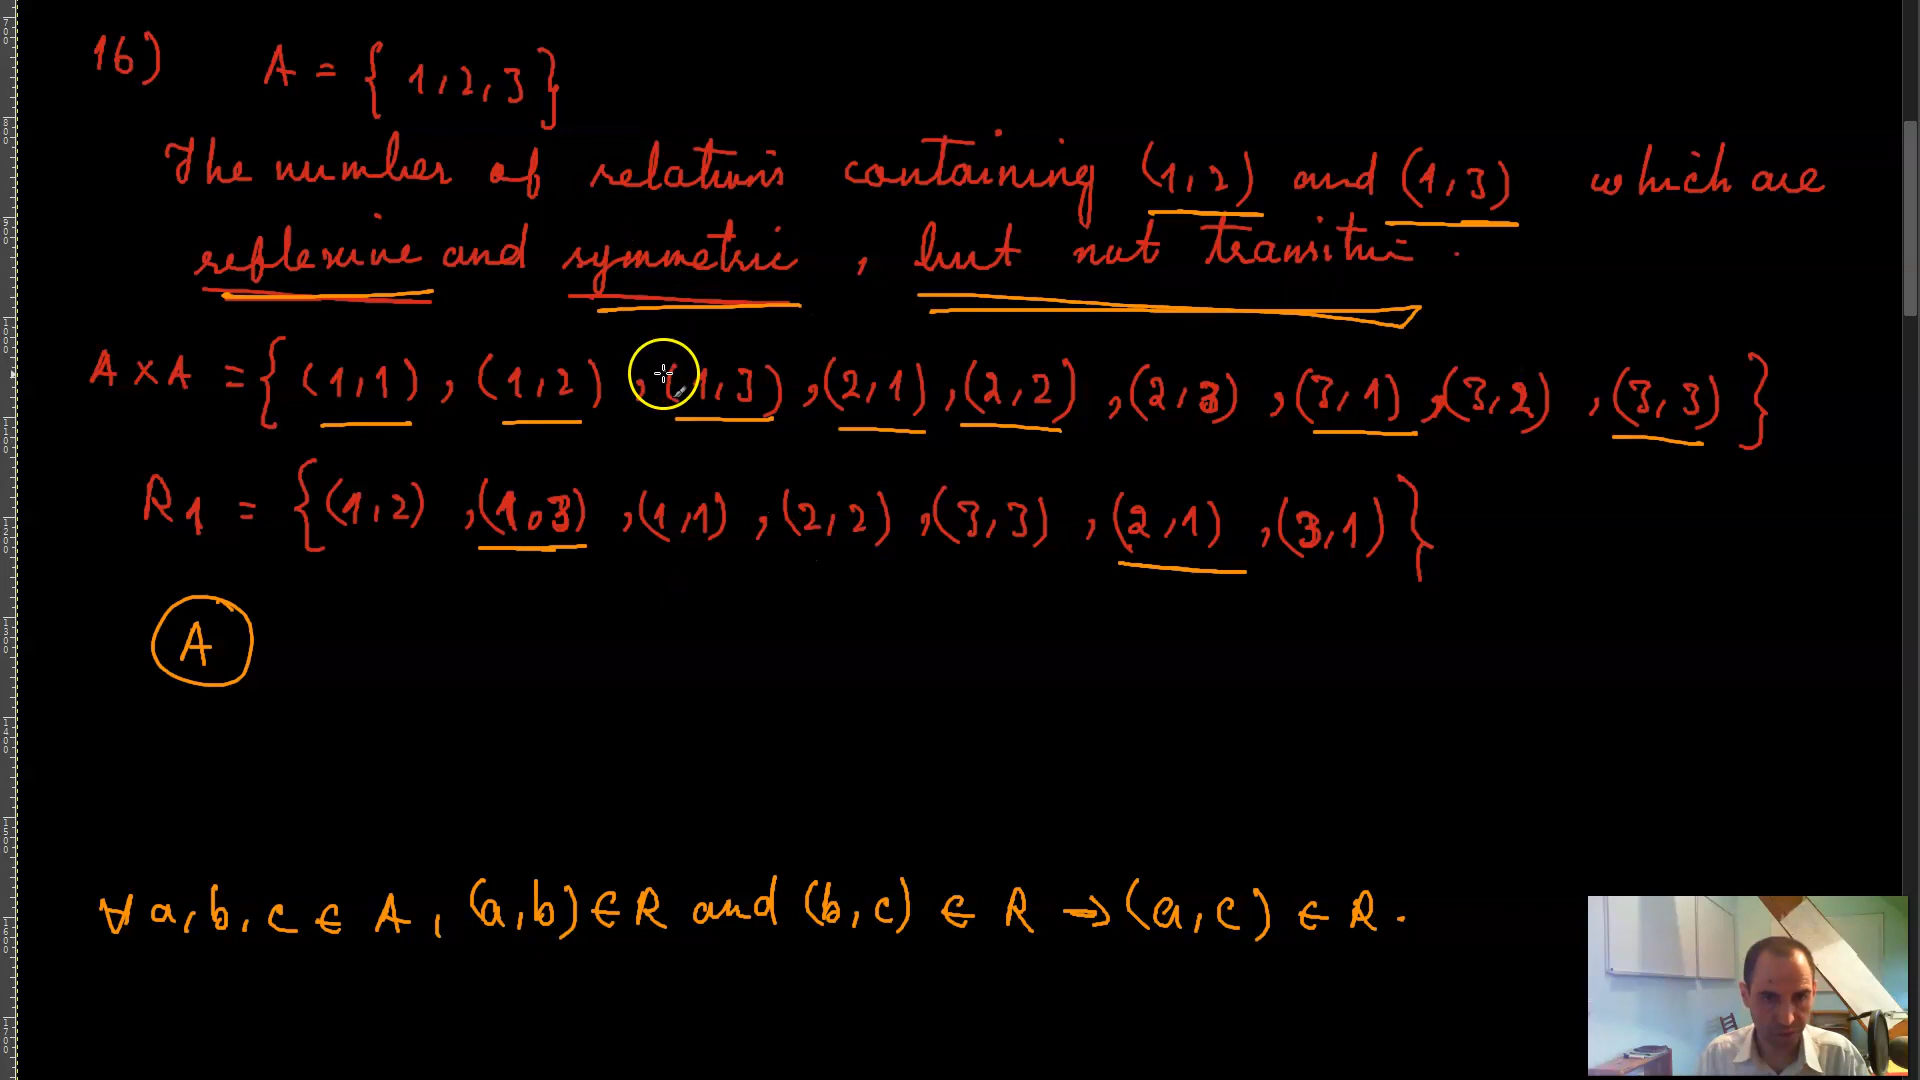 16) A = { 1, 2, 3 }
The number of relations containing (1, 2) and (1, 3) which are
reflexive and symmetric , but not transitive .
A X A = { (1, 1) , (1, 2) , (1, 3) , (2, 1) , (2, 2) , (2, 3) , (3, 1) , (3, 2) , (3, 3) }
R1 = { (1, 2) , (1, 3) , (1, 1) , (2, 2) , (3, 3) , (2, 1) , (3, 1) }
A
∀ a, b, c ∈ A , (a, b) ∈ R and (b, c) ∈ R → (a, c) ∈ R .